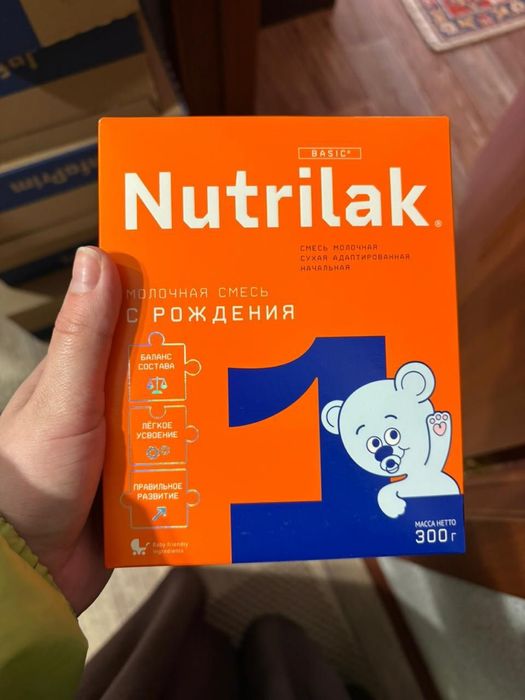 BASIC®
Nutrilak®
СМЕСЬ МОЛОЧНАЯ
СУХАЯ АДАПТИРОВАННАЯ
НАЧАЛЬНАЯ
МОЛОЧНАЯ СМЕСЬ
С РОЖДЕНИЯ
1
БАЛАНС
СОСТАВА
ЛЁГКОЕ
УСВОЕНИЕ
ПРАВИЛЬНОЕ
РАЗВИТИЕ
Baby Friendly
Ingredients
МАССА НЕТТО
300 г